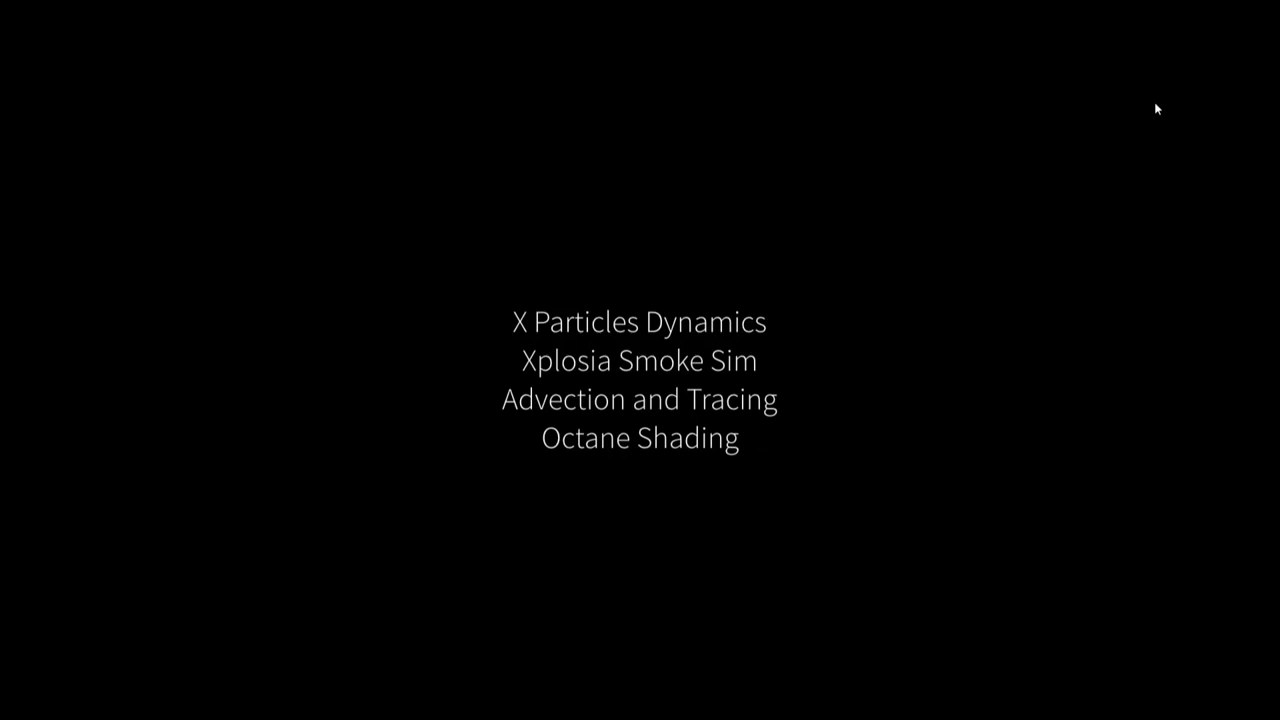 X Particles Dynamics
Xplosia Smoke Sim
Advection and Tracing
Octane Shading